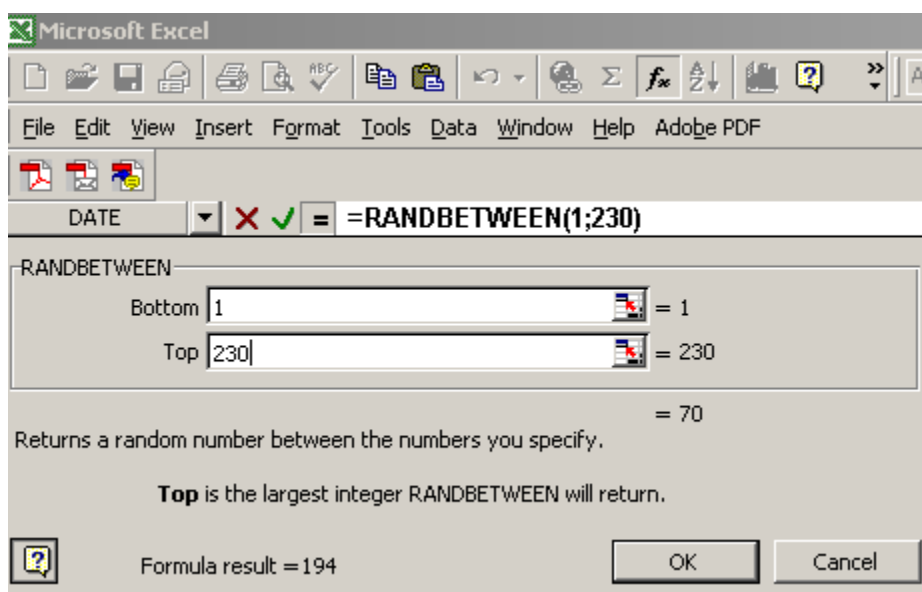 Microsoft Excel
File Edit View Insert Format Tools Data Window Help Adobe PDF
DATE = =RANDBETWEEN(1;230)
RANDBETWEEN
Bottom 1 = 1
Top 230 = 230
= 70
Returns a random number between the numbers you specify.
Top is the largest integer RANDBETWEEN will return.
Formula result =194
OK Cancel